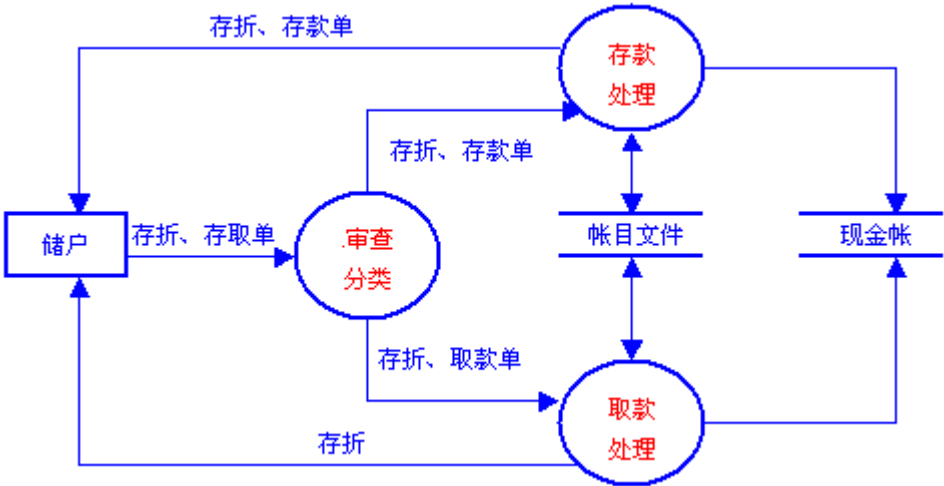 存折、存款单
存款
处理
存折、存款单
储户
存折、存取单
.审查
分类
帐目文件
现金帐
存折、取款单
取款
处理
存折